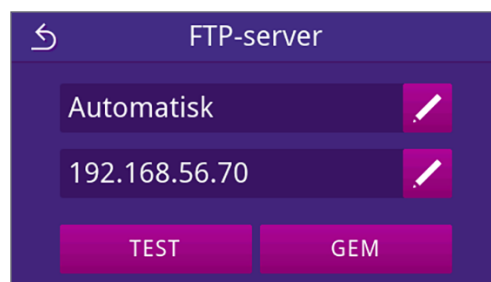 FTP-server
Automatisk
192.168.56.70
TEST
GEM